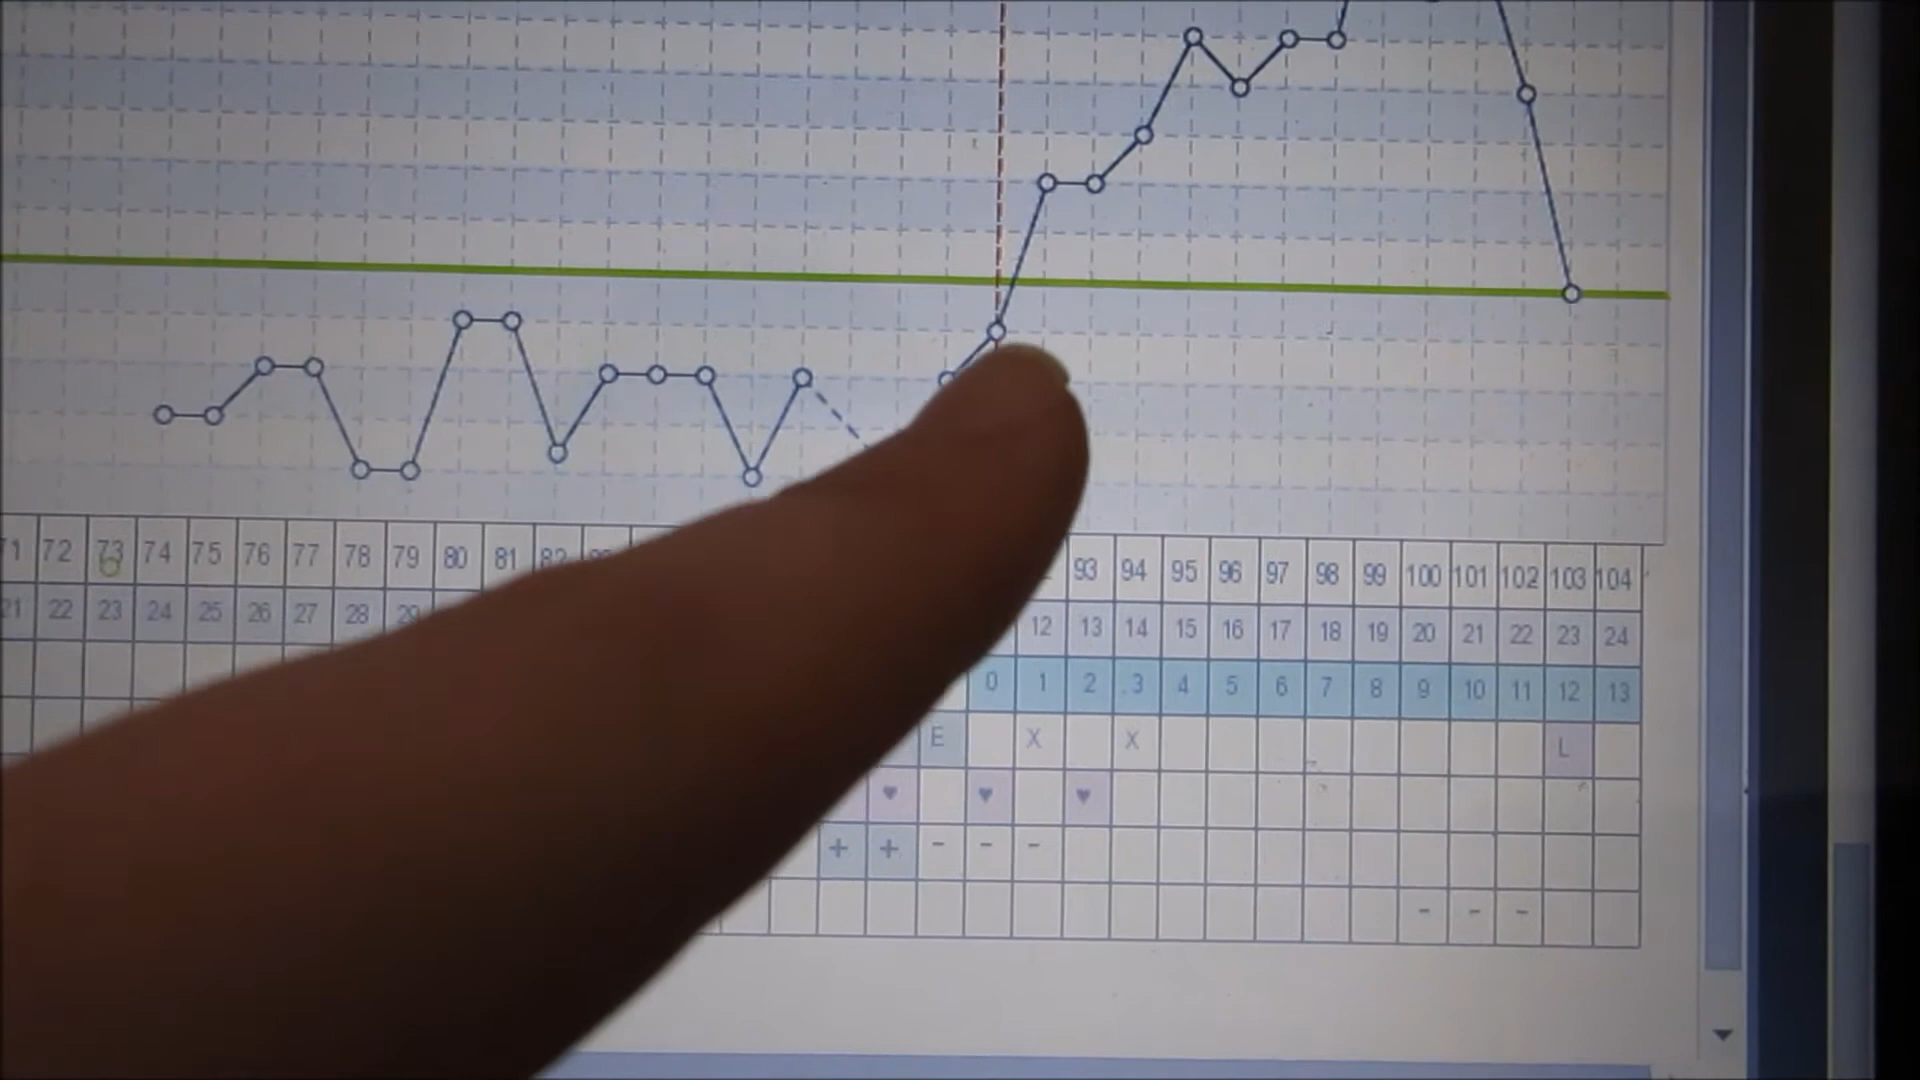 72 73 74 75 76 77 78 79 80 81 93 94 95 96 97 98 99 100 101 102 103 104
21 22 23 24 25 26 27 28 29 12 13 14 15 16 17 18 19 20 21 22 23 24
0 1 2 3 4 5 6 7 8 9 10 11 12 13
E X X L
♥ ♥ ♥
+ + - - -
- - -